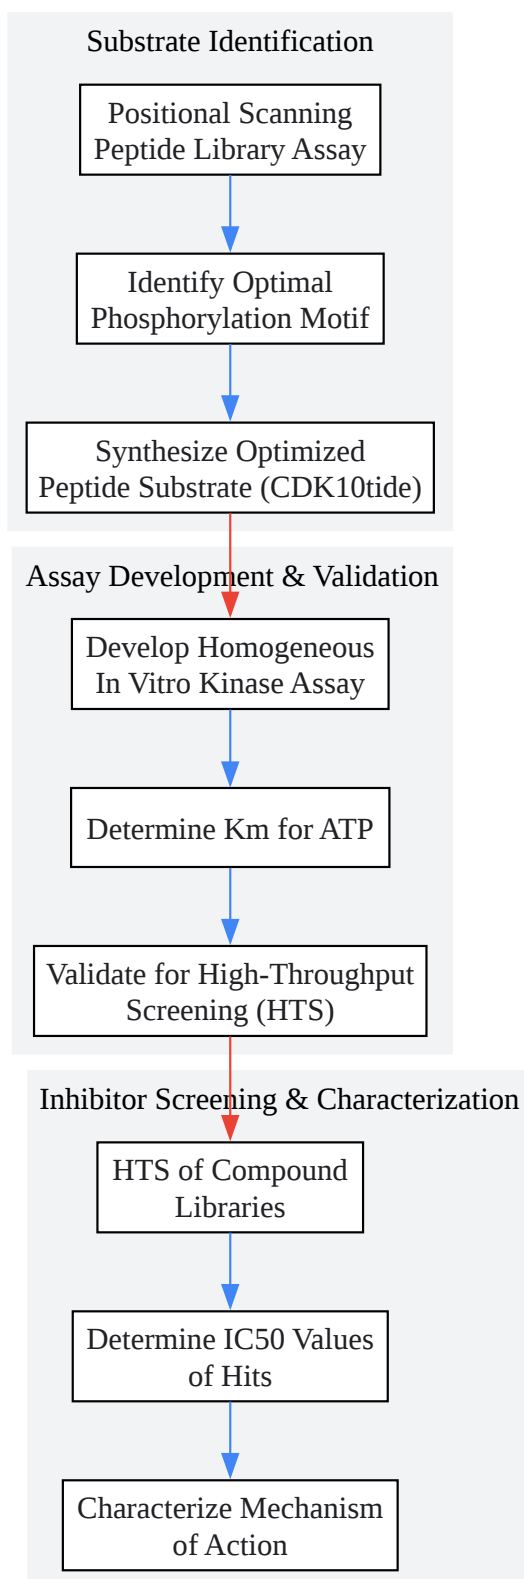 Substrate Identification
Positional Scanning
Peptide Library Assay
Identify Optimal
Phosphorylation Motif
Synthesize Optimized
Peptide Substrate (CDK10tide)
Assay Development & Validation
Develop Homogeneous
In Vitro Kinase Assay
Determine Km for ATP
Validate for High-Throughput
Screening (HTS)
Inhibitor Screening & Characterization
HTS of Compound
Libraries
Determine IC50 Values
of Hits
Characterize Mechanism
of Action